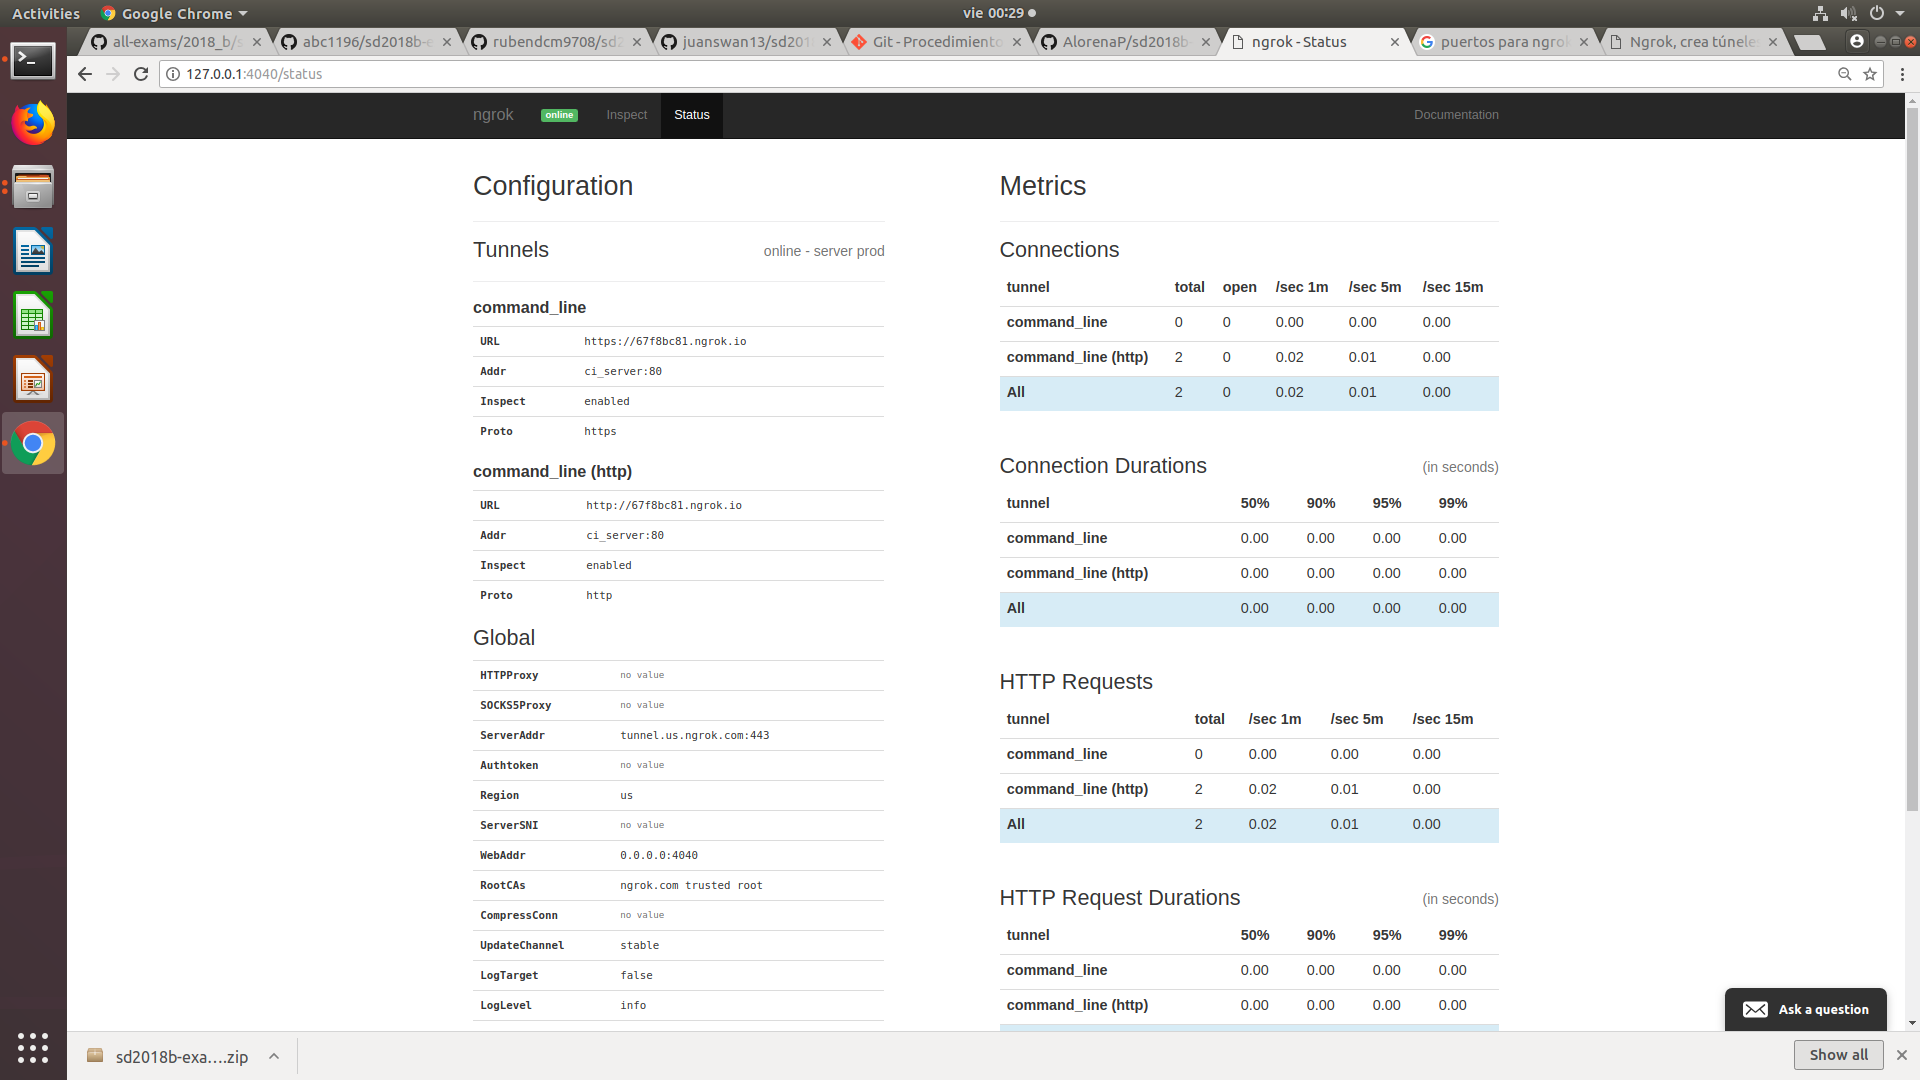 Activities Google Chrome vie 00:29
all-exams/2018_b/s abc1196/sd2018b-e rubendcm9708/sd2 juanswan13/sd201 Git - Procedimiento AlorenaP/sd2018b- ngrok - Status puertos para ngrok Ngrok, crea túneles
127.0.0.1:4040/status
ngrok online Inspect Status Documentation
Configuration
Tunnels online - server prod
command_line
URL https://67f8bc81.ngrok.io
Addr ci_server:80
Inspect enabled
Proto https
command_line (http)
URL http://67f8bc81.ngrok.io
Addr ci_server:80
Inspect enabled
Proto http
Global
HTTPProxy no value
SOCKS5Proxy no value
ServerAddr tunnel.us.ngrok.com:443
Authtoken no value
Region us
ServerSNI no value
WebAddr 0.0.0.0:4040
RootCAs ngrok.com trusted root
CompressConn no value
UpdateChannel stable
LogTarget false
LogLevel info
Metrics
Connections
tunnel total open /sec 1m /sec 5m /sec 15m
command_line 0 0 0.00 0.00 0.00
command_line (http) 2 0 0.02 0.01 0.00
All 2 0 0.02 0.01 0.00
Connection Durations (in seconds)
tunnel 50% 90% 95% 99%
command_line 0.00 0.00 0.00 0.00
command_line (http) 0.00 0.00 0.00 0.00
All 0.00 0.00 0.00 0.00
HTTP Requests
tunnel total /sec 1m /sec 5m /sec 15m
command_line 0 0.00 0.00 0.00
command_line (http) 2 0.02 0.01 0.00
All 2 0.02 0.01 0.00
HTTP Request Durations (in seconds)
tunnel 50% 90% 95% 99%
command_line 0.00 0.00 0.00 0.00
command_line (http) 0.00 0.00 0.00 0.00
Ask a question
sd2018b-exa....zip Show all